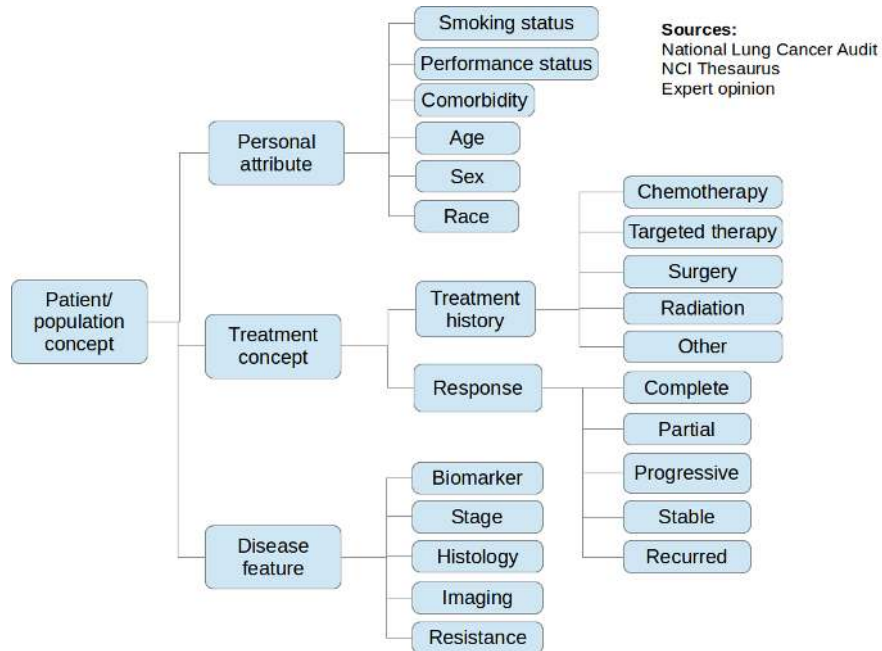 Smoking status
Sources:
National Lung Cancer Audit
NCI Thesaurus
Expert opinion
Performance status
Comorbidity
Personal
attribute
Age
Sex
Race
Chemotherapy
Targeted therapy
Surgery
Radiation
Other
Patient/
population
concept
Treatment
concept
Treatment
history
Response
Complete
Partial
Progressive
Stable
Recurred
Disease
feature
Biomarker
Stage
Histology
Imaging
Resistance